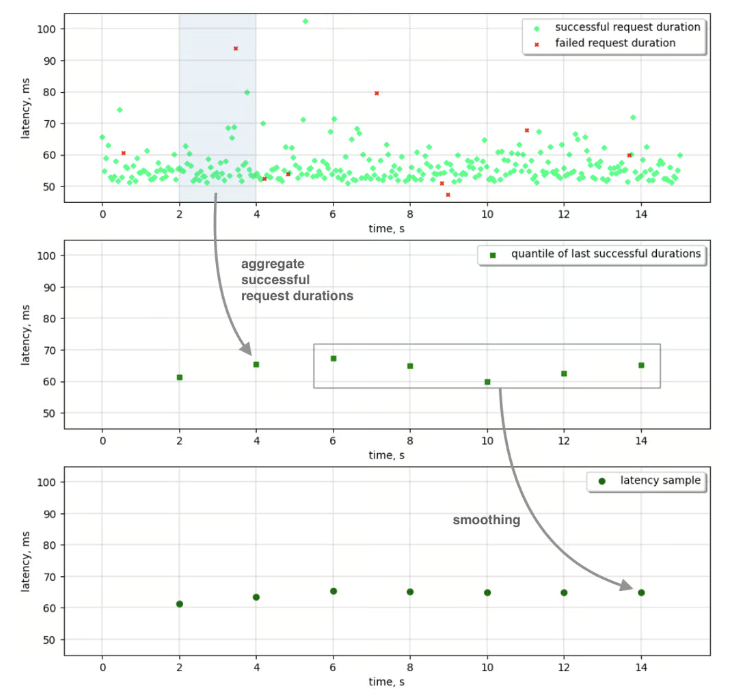 100
90
80
70
60
50
latency, ms
successful request duration
failed request duration
0 2 4 6 8 10 12 14
time, s
100
90
80
70
60
50
latency, ms
quantile of last successful durations
aggregate
successful
request durations
0 2 4 6 8 10 12 14
time, s
100
90
80
70
60
50
latency, ms
latency sample
smoothing
0 2 4 6 8 10 12 14
time, s